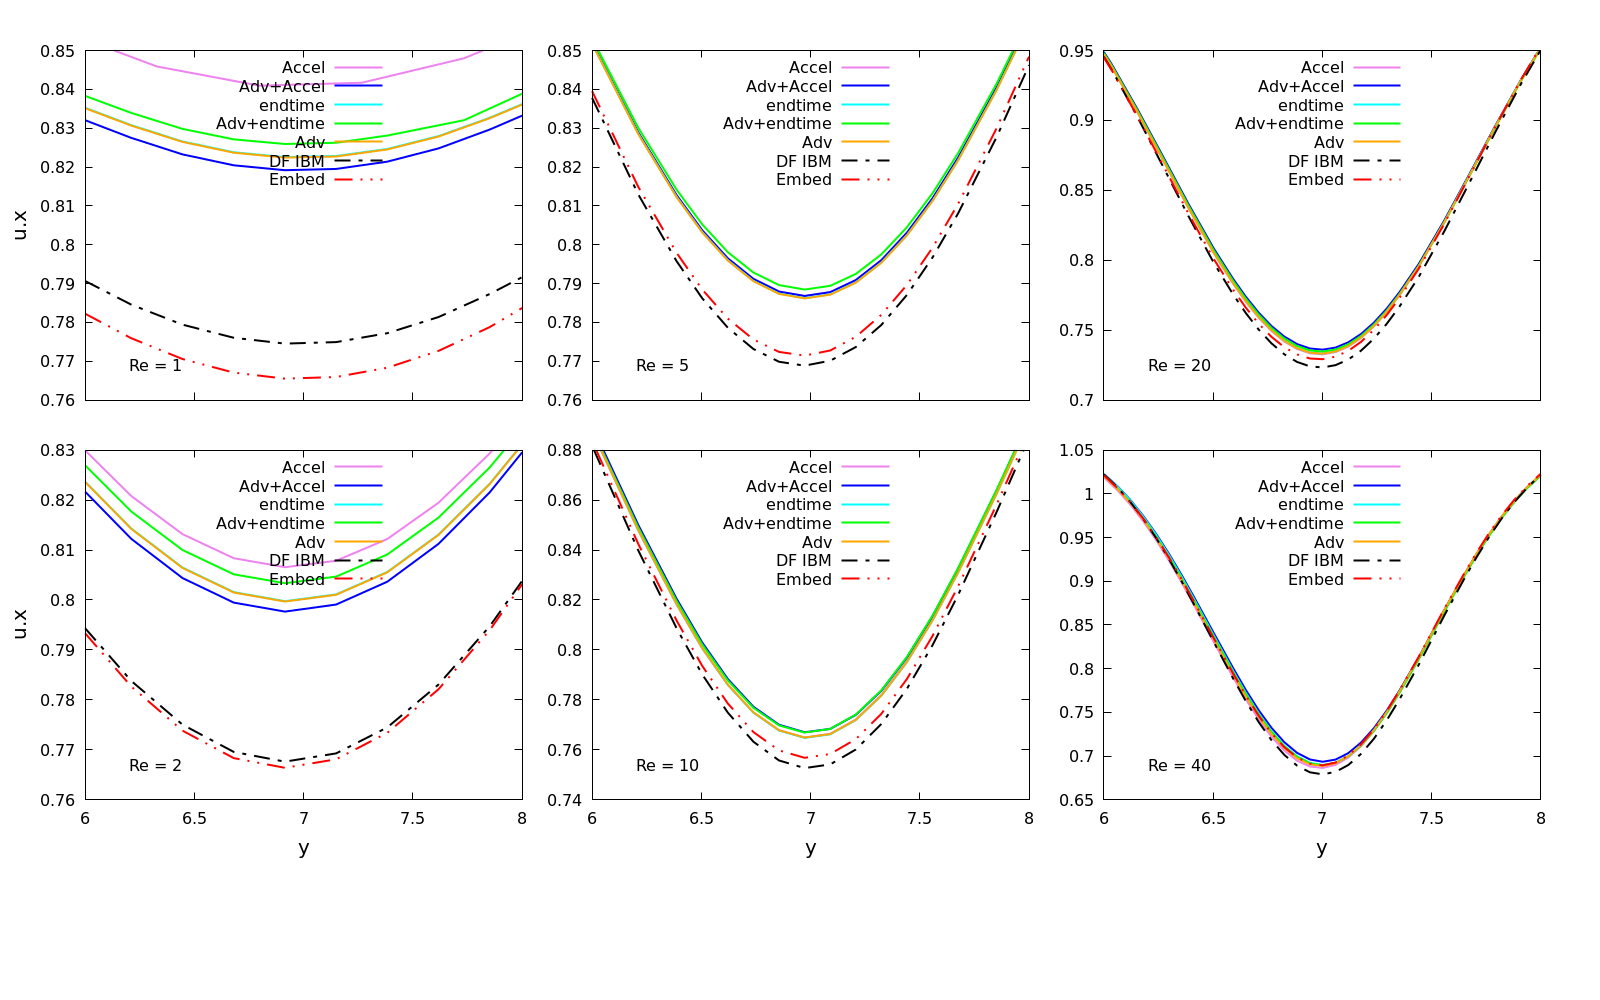 0.85
0.84
0.83
0.82
0.81
0.8
0.79
0.78
0.77
0.76
u.x
Accel
Adv+Accel
endtime
Adv+endtime
Adv
DF IBM
Embed
Re = 1
0.85
0.84
0.83
0.82
0.81
0.8
0.79
0.78
0.77
0.76
Accel
Adv+Accel
endtime
Adv+endtime
Adv
DF IBM
Embed
Re = 5
0.95
0.9
0.85
0.8
0.75
0.7
Accel
Adv+Accel
endtime
Adv+endtime
Adv
DF IBM
Embed
Re = 20
0.83
0.82
0.81
0.8
0.79
0.78
0.77
0.76
u.x
Accel
Adv+Accel
endtime
Adv+endtime
Adv
DF IBM
Embed
Re = 2
6 6.5 7 7.5 8
y
0.88
0.86
0.84
0.82
0.8
0.78
0.76
0.74
Accel
Adv+Accel
endtime
Adv+endtime
Adv
DF IBM
Embed
Re = 10
6 6.5 7 7.5 8
y
1.05
1
0.95
0.9
0.85
0.8
0.75
0.7
0.65
Accel
Adv+Accel
endtime
Adv+endtime
Adv
DF IBM
Embed
Re = 40
6 6.5 7 7.5 8
y